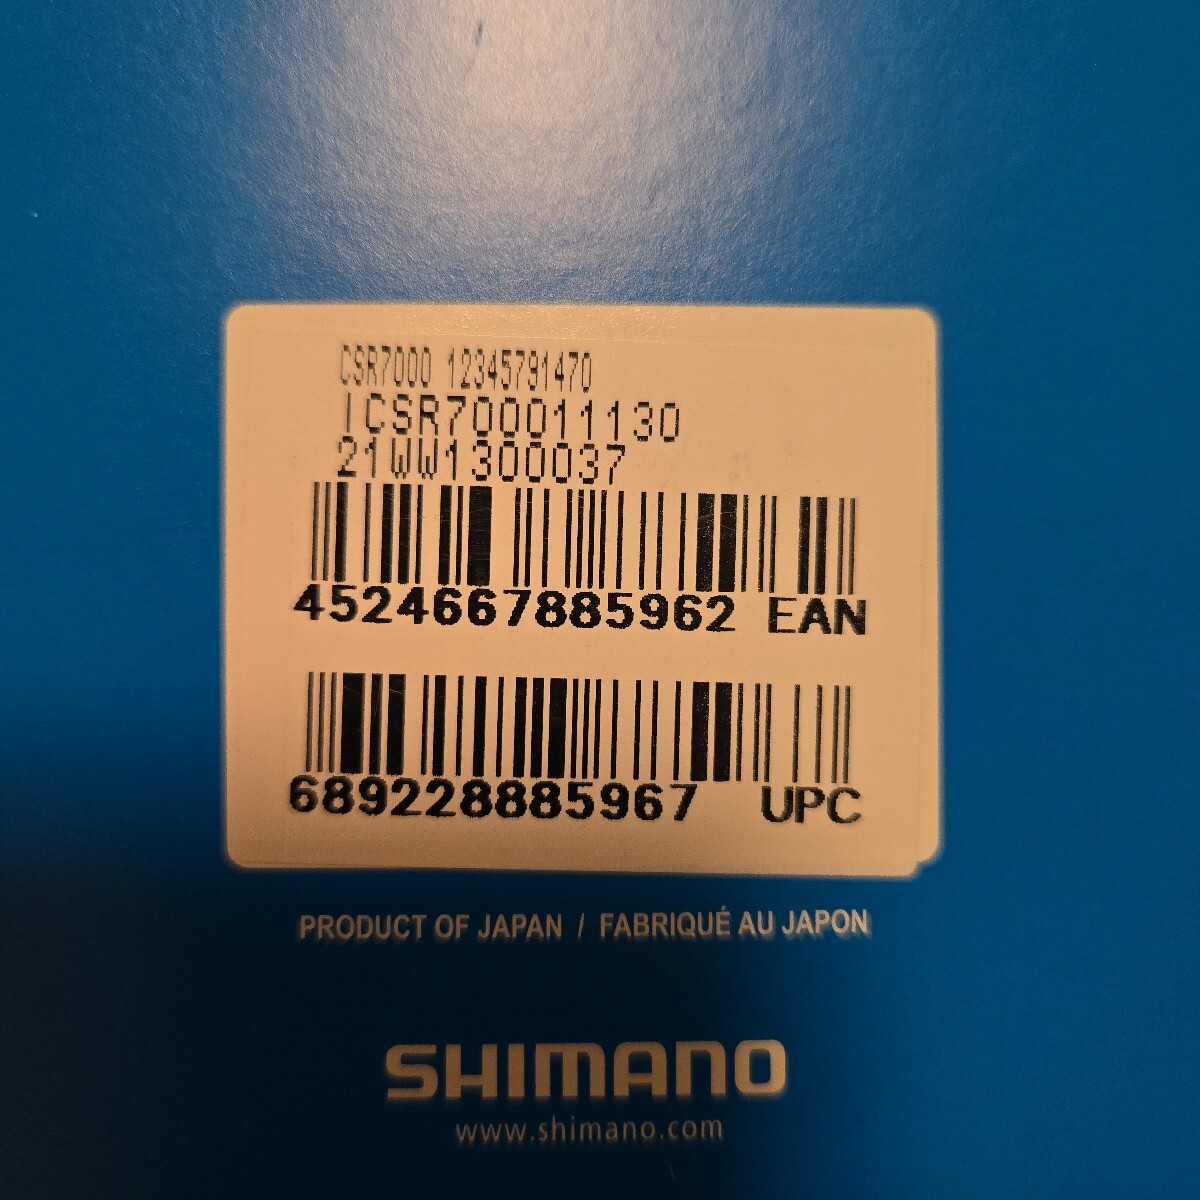 CSR7000 12345791470
ICSR700011130
21WW1300037
4524667885962 EAN
689228885967 UPC
PRODUCT OF JAPAN / FABRIQUÉ AU JAPON
SHIMANO
www.shimano.com